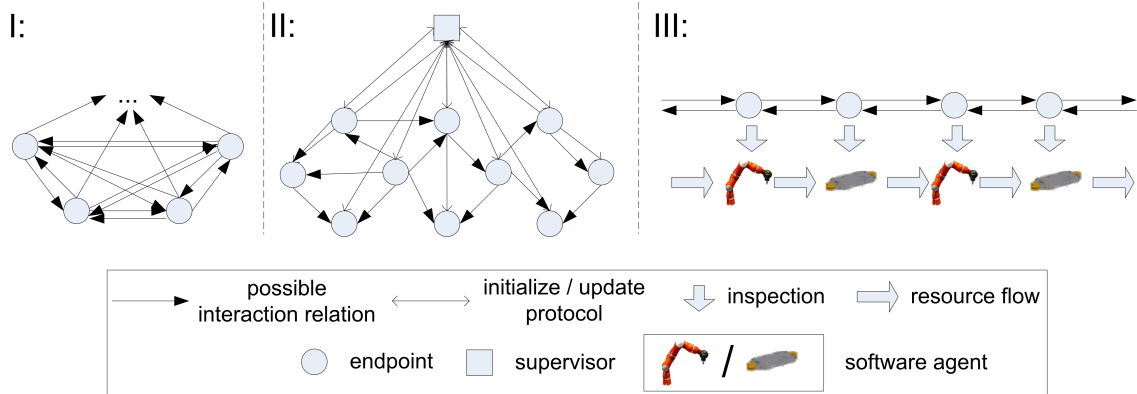 I:
II:
III:
...
possible
interaction relation
initialize / update
protocol
inspection
resource flow
endpoint
supervisor
/
software agent